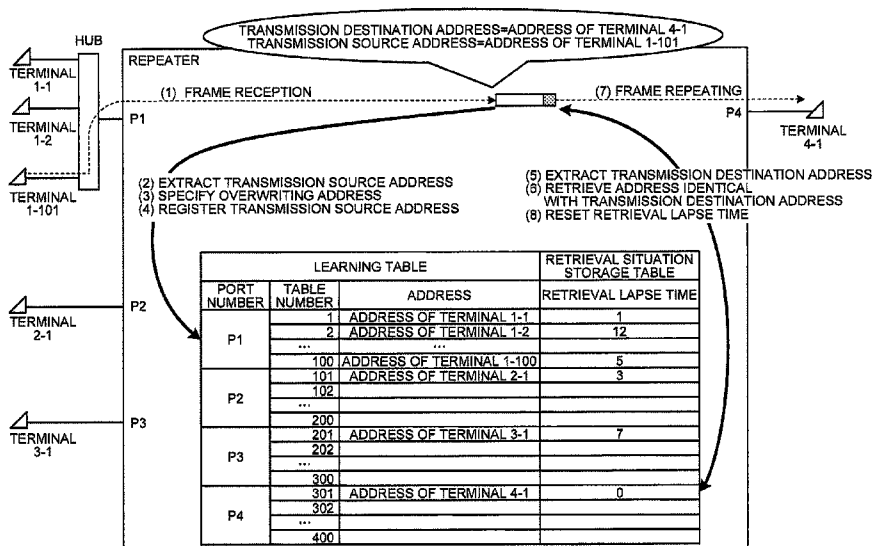 TRANSMISSION DESTINATION ADDRESS=ADDRESS OF TERMINAL 4-1
TRANSMISSION SOURCE ADDRESS=ADDRESS OF TERMINAL 1-101
HUB
REPEATER
TERMINAL
1-1
(1) FRAME RECEPTION
(7) FRAME REPEATING
P1
P4
TERMINAL
1-2
TERMINAL
4-1
TERMINAL
1-101
(2) EXTRACT TRANSMISSION SOURCE ADDRESS
(3) SPECIFY OVERWRITING ADDRESS
(4) REGISTER TRANSMISSION SOURCE ADDRESS
(5) EXTRACT TRANSMISSION DESTINATION ADDRESS
(6) RETRIEVE ADDRESS IDENTICAL
WITH TRANSMISSION DESTINATION ADDRESS
(8) RESET RETRIEVAL LAPSE TIME
P2
TERMINAL
2-1
P3
TERMINAL
3-1
LEARNING TABLE
RETRIEVAL SITUATION
STORAGE TABLE
PORT
NUMBER
TABLE
NUMBER
ADDRESS
RETRIEVAL LAPSE TIME
P1
1 ADDRESS OF TERMINAL 1-1 1
2 ADDRESS OF TERMINAL 1-2 12
... ...
100 ADDRESS OF TERMINAL 1-100 5
P2
101 ADDRESS OF TERMINAL 2-1 3
102
...
200
P3
201 ADDRESS OF TERMINAL 3-1 7
202
...
300
P4
301 ADDRESS OF TERMINAL 4-1 0
302
...
400